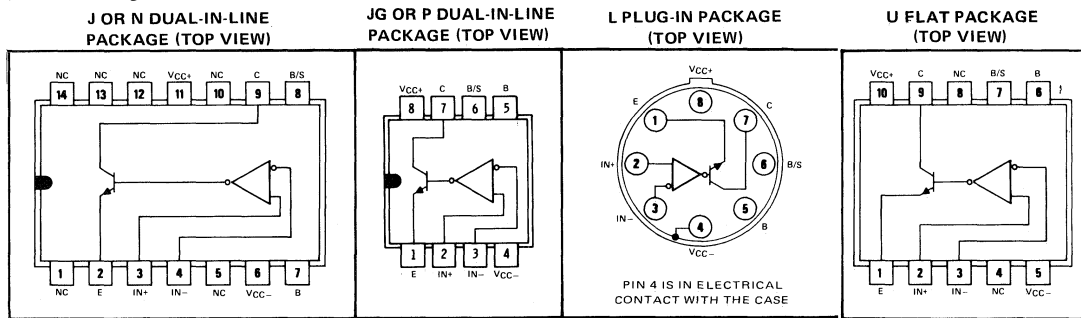 J OR N DUAL-IN-LINE
PACKAGE (TOP VIEW)
NC NC NC VCC+ NC C B/S
14 13 12 11 10 9 8
1 2 3 4 5 6 7
NC E IN+ IN− NC VCC− B
JG OR P DUAL-IN-LINE
PACKAGE (TOP VIEW)
VCC+ C B/S B
8 7 6 5
1 2 3 4
E IN+ IN− VCC−
L PLUG-IN PACKAGE
(TOP VIEW)
VCC+
8
E 1 7 C
IN+ 2 6 B/S
IN− 3 5 B
4
VCC−
PIN 4 IS IN ELECTRICAL
CONTACT WITH THE CASE
U FLAT PACKAGE
(TOP VIEW)
VCC+ C NC B/S B
10 9 8 7 6
1 2 3 4 5
E IN+ IN− NC VCC−